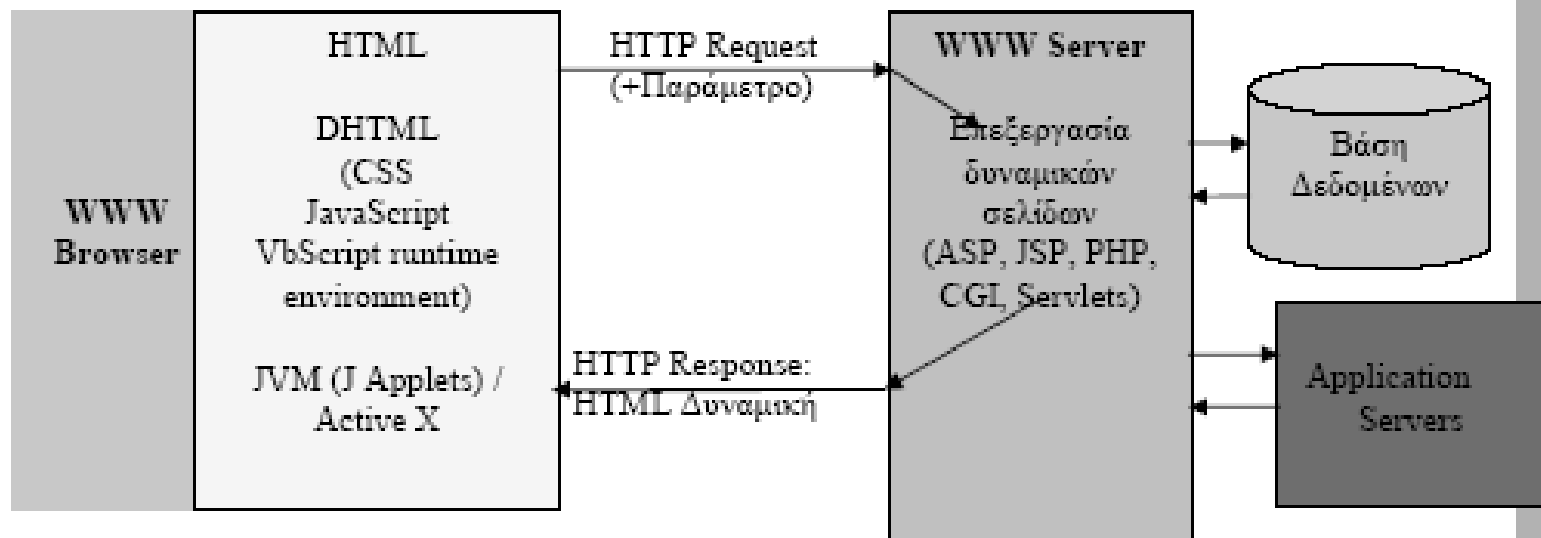 WWW
Browser
HTML
DHTML
(CSS
JavaScript
VbScript runtime
environment)
JVM (J Applets) /
Active X
HTTP Request
(+Παράμετρο)
HTTP Response:
HTML Δυναμική
WWW Server
Επεξεργασία
δυναμικών
σελίδων
(ASP, JSP, PHP,
CGI, Servlets)
Βάση
Δεδομένων
Application
Servers